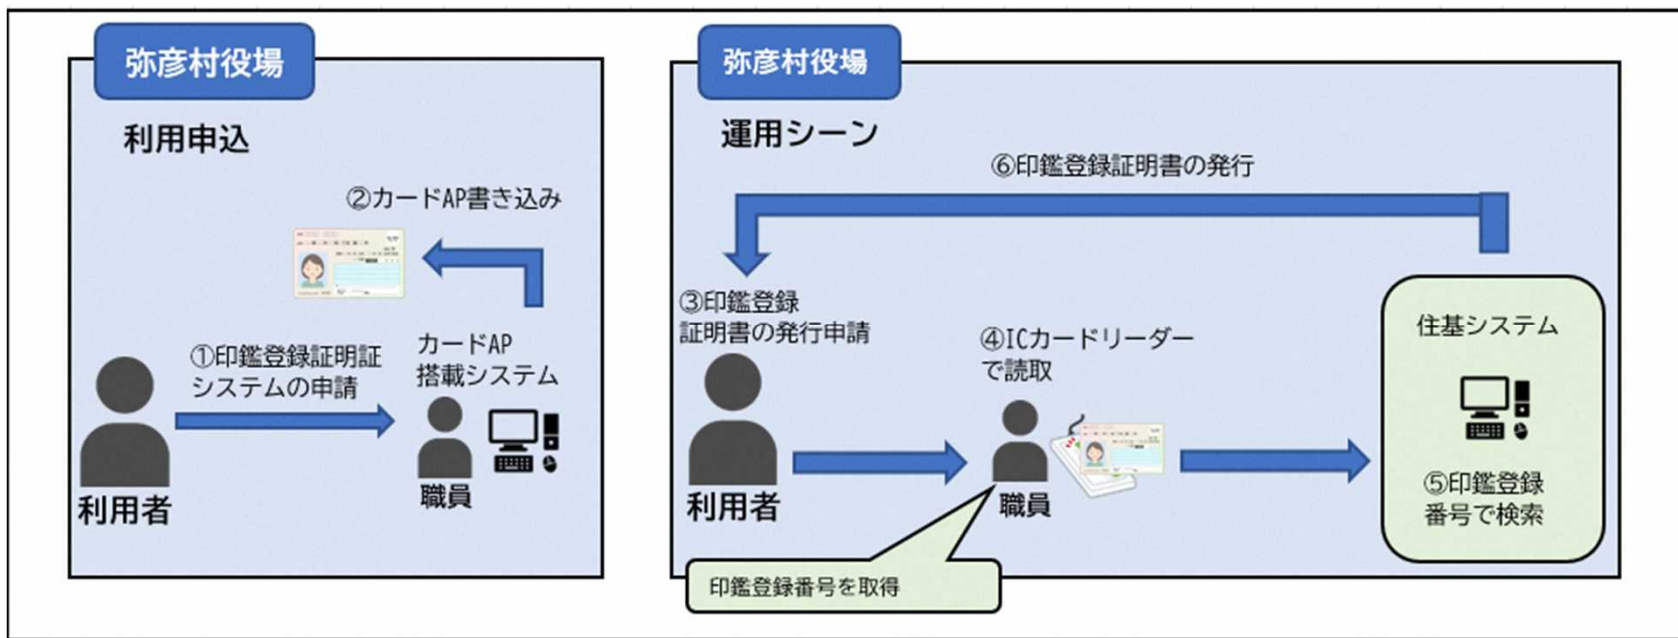 弥彦村役場
利用申込
②カードAP書き込み
①印鑑登録証明証
システムの申請
カードAP
搭載システム
利用者
職員
弥彦村役場
運用シーン
⑥印鑑登録証明書の発行
③印鑑登録
証明書の発行申請
④ICカードリーダー
で読取
住基システム
⑤印鑑登録
番号で検索
利用者
職員
印鑑登録番号を取得